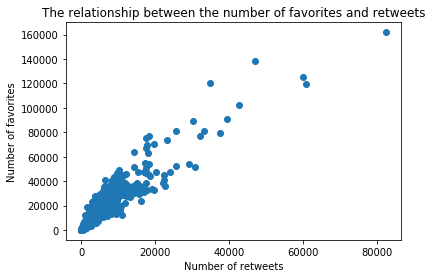 The relationship between the number of favorites and retweets
160000
140000
120000
100000
80000
60000
40000
20000
0
Number of favorites
0 20000 40000 60000 80000
Number of retweets